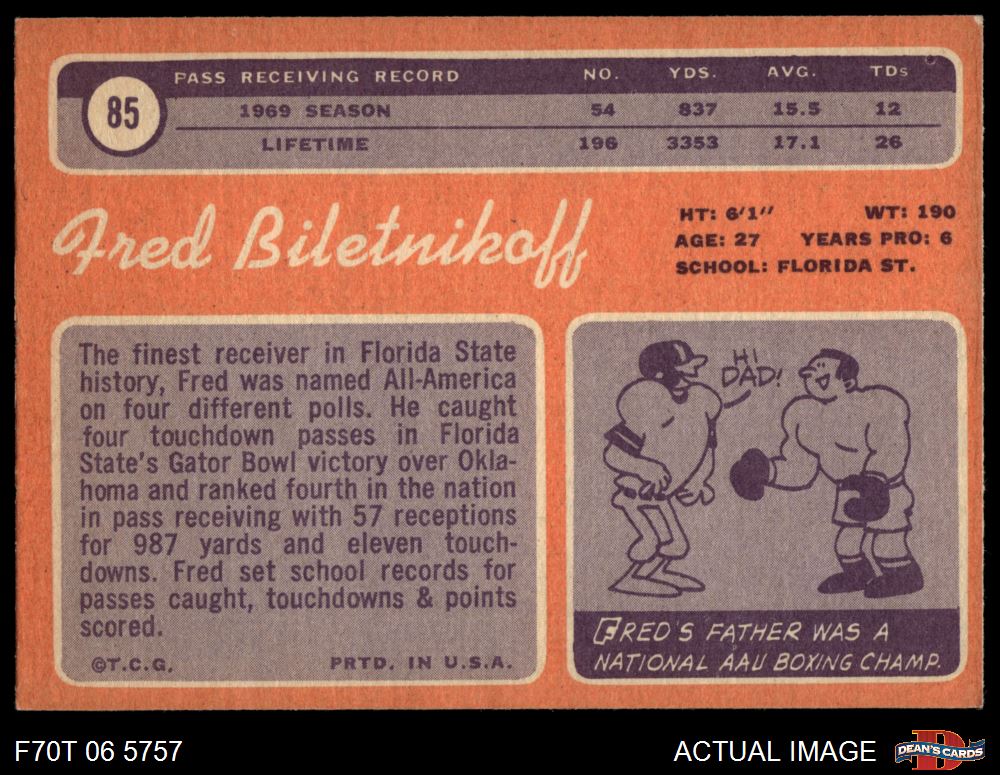 85
PASS RECEIVING RECORD NO. YDS. AVG. TDs
1969 SEASON 54 837 15.5 12
LIFETIME 196 3353 17.1 26
Fred Biletnikoff
HT: 6'1" WT: 190
AGE: 27 YEARS PRO: 6
SCHOOL: FLORIDA ST.
The finest receiver in Florida State
history, Fred was named All-America
on four different polls. He caught
four touchdown passes in Florida
State's Gator Bowl victory over Okla-
homa and ranked fourth in the nation
in pass receiving with 57 receptions
for 987 yards and eleven touch-
downs. Fred set school records for
passes caught, touchdowns & points
scored.
©T.C.G. PRTD. IN U.S.A.
HI
DAD!
FRED'S FATHER WAS A
NATIONAL AAU BOXING CHAMP.
F70T 06 5757
ACTUAL IMAGE
D
DEAN'S CARDS